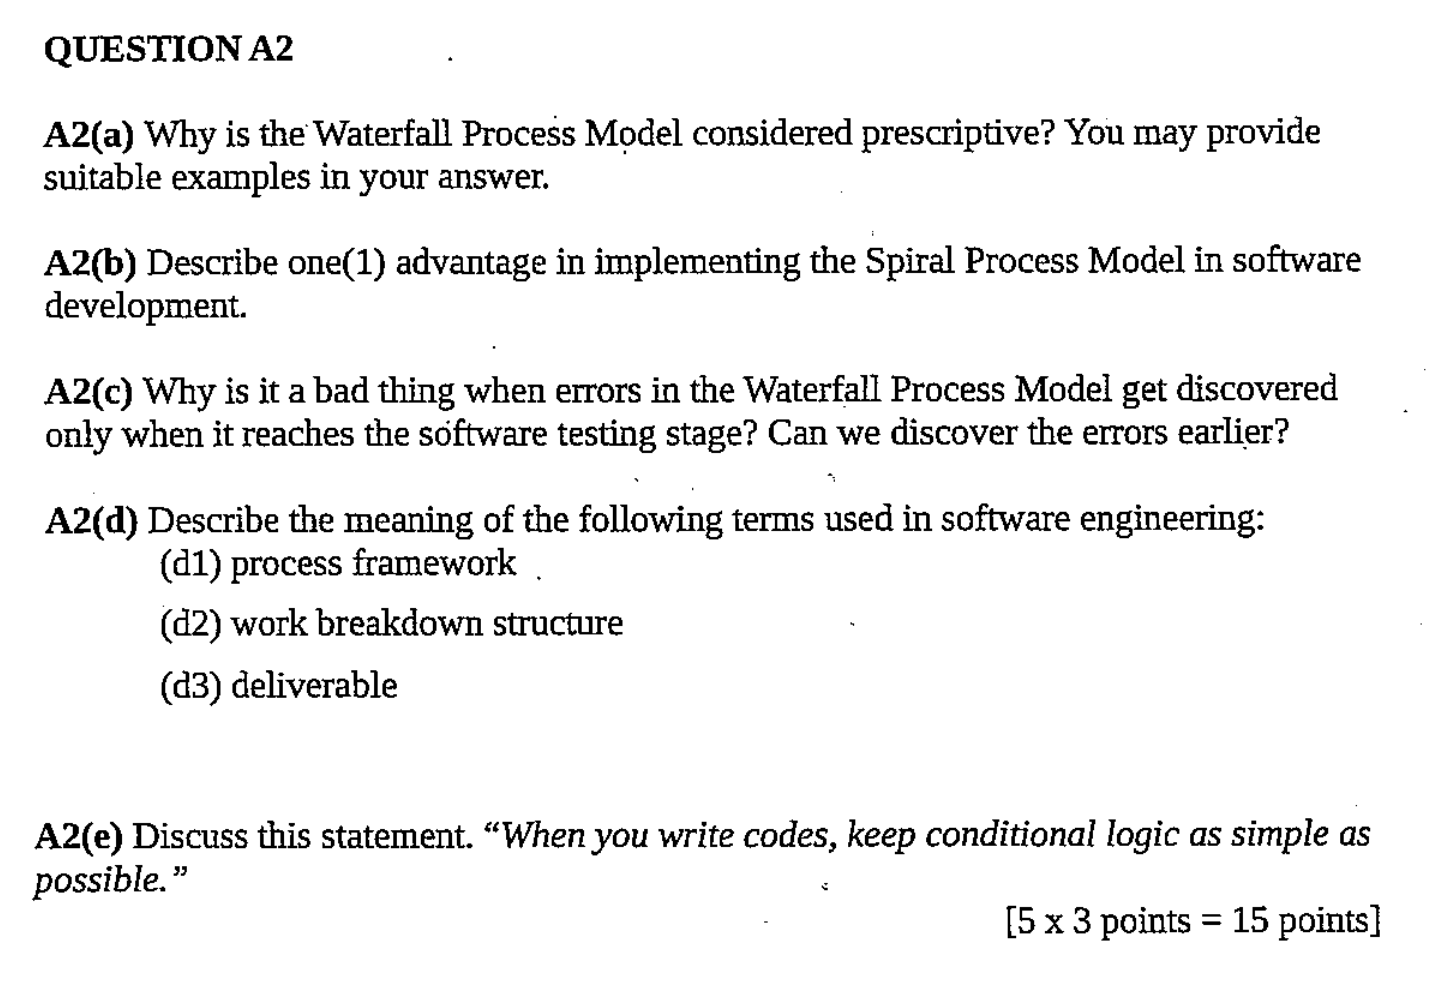 QUESTION A2
A2(a) Why is the Waterfall Process Model considered prescriptive? You may provide
suitable examples in your answer.
A2(b) Describe one(1) advantage in implementing the Spiral Process Model in software
development.
A2(c) Why is it a bad thing when errors in the Waterfall Process Model get discovered
only when it reaches the software testing stage? Can we discover the errors earlier?
A2(d) Describe the meaning of the following terms used in software engineering:
(d1) process framework
(d2) work breakdown structure
(d3) deliverable
A2(e) Discuss this statement. “When you write codes, keep conditional logic as simple as
possible.”
[5 x 3 points = 15 points]